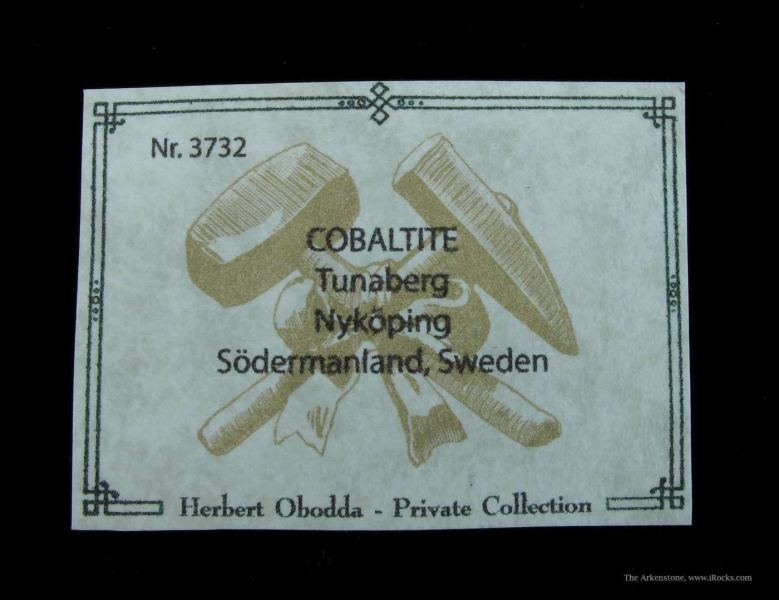 Nr. 3732
COBALTITE
Tunaberg
Nyköping
Södermanland, Sweden
Herbert Obodda - Private Collection
The Arkenstone, www.iRocks.com